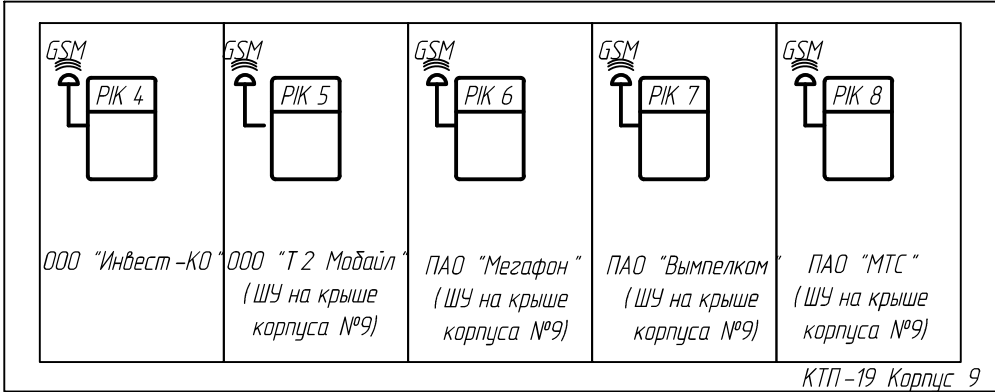 GSM GSM GSM GSM GSM
PIK 4 PIK 5 PIK 6 PIK 7 PIK 8
ООО "Инвест-КО"
ООО "Т2 Мобайл"
(ШУ на крыше
корпуса №9)
ПАО "Мегафон"
(ШУ на крыше
корпуса №9)
ПАО "Вымпелком"
(ШУ на крыше
корпуса №9)
ПАО "МТС"
(ШУ на крыше
корпуса №9)
КТП-19 Корпус 9